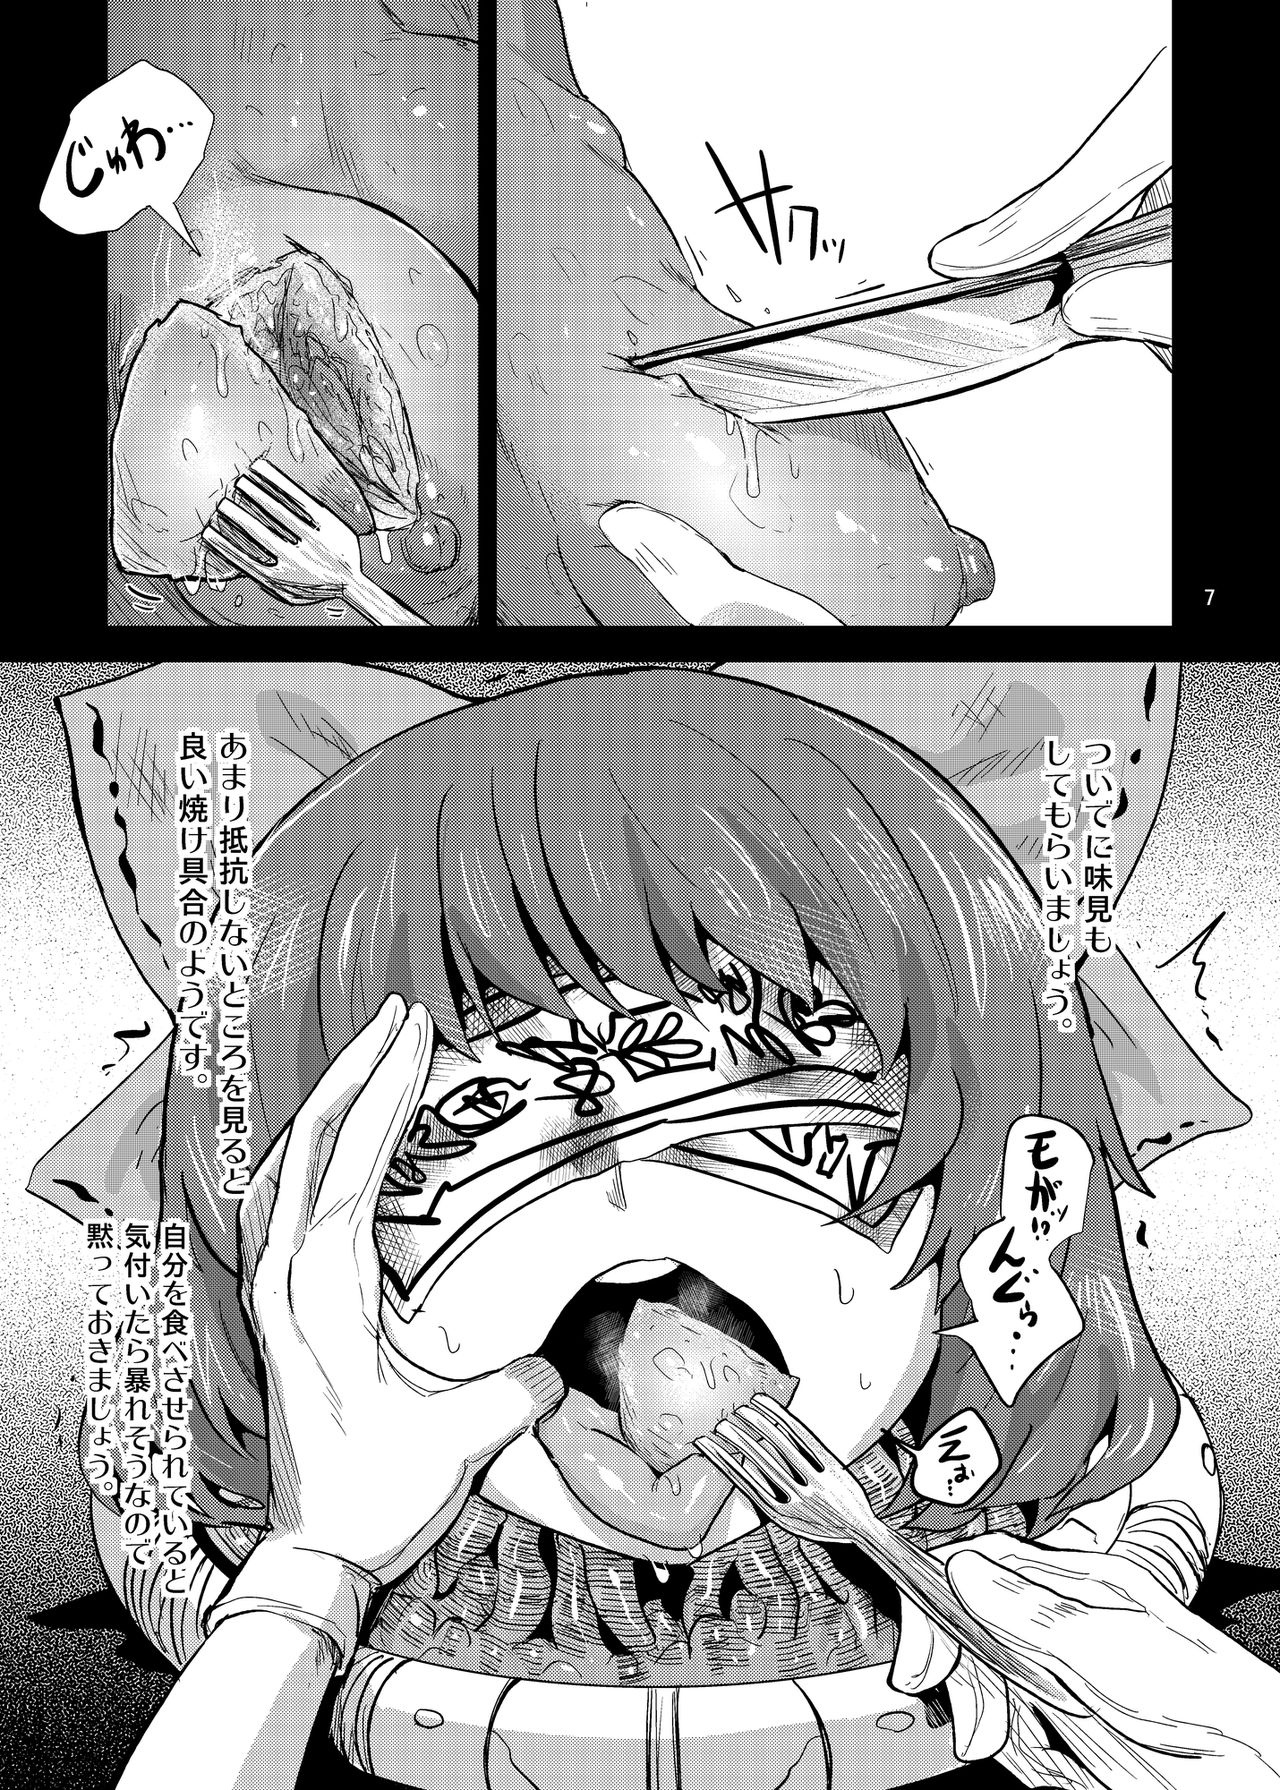 7
サクッ
じゅわ…
ついでに味見も
してもらいましょう。
モガッ!?
んぐぅ…
あまり抵抗しないところを見ると
良い焼け具合のようです。
自分を食べさせられていると
気付いたら暴れそうなので
黙っておきましょう。